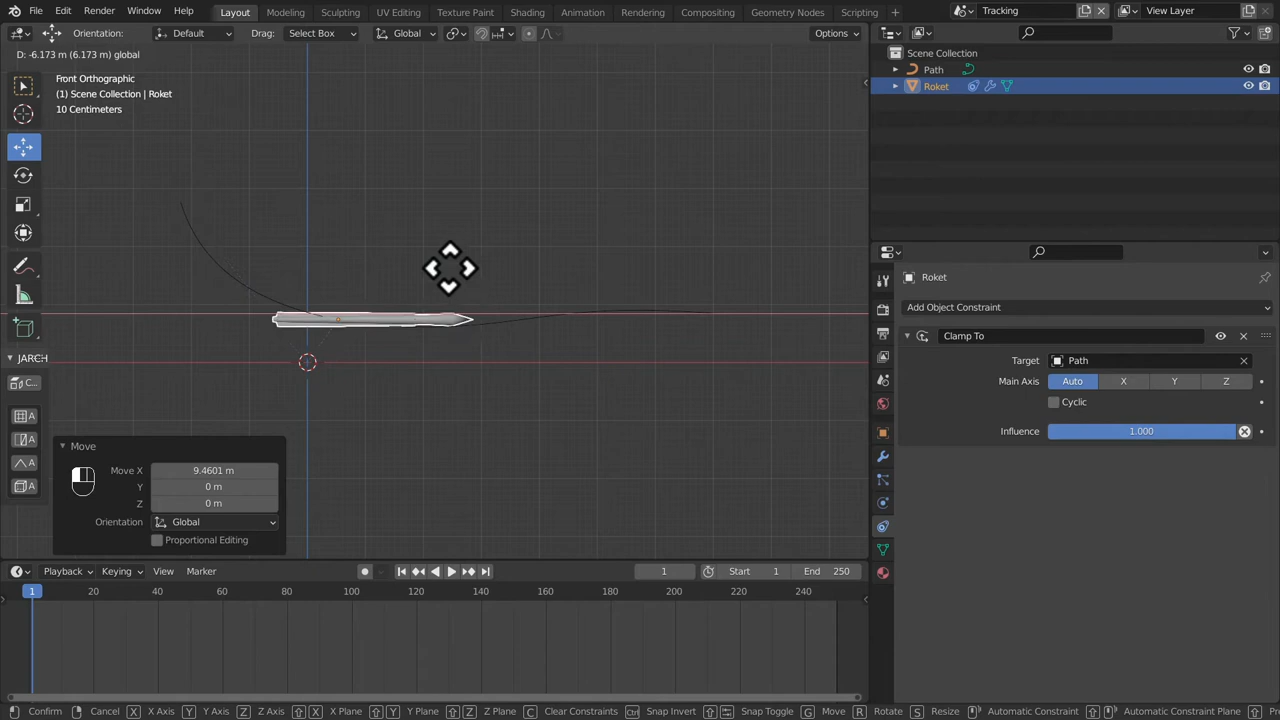 File Edit Render Window Help Layout Modeling Sculpting UV Editing Texture Paint Shading Animation Rendering Compositing Geometry Nodes Scripting + Tracking View Layer
Orientation: Default Drag: Select Box Global Options
D: -6.173 m (6.173 m) global
Front Orthographic
(1) Scene Collection | Roket
10 Centimeters
Scene Collection
Path
Roket
Roket
Add Object Constraint
Clamp To
Target Path
Main Axis Auto X Y Z
Cyclic
Influence 1.000
JARCH
C...
A
A
A
A
Move
Move X 9.4601 m
Y 0 m
Z 0 m
Orientation Global
Proportional Editing
Playback Keying View Marker 1 Start 1 End 250
1 20 40 60 80 100 120 140 160 180 200 220 240
Confirm Cancel X X Axis Y Y Axis Z Z Axis X X Plane Y Y Plane Z Z Plane C Clear Constraints Ctrl Snap Invert Snap Toggle G Move R Rotate S Resize Automatic Constraint Automatic Constraint Plane